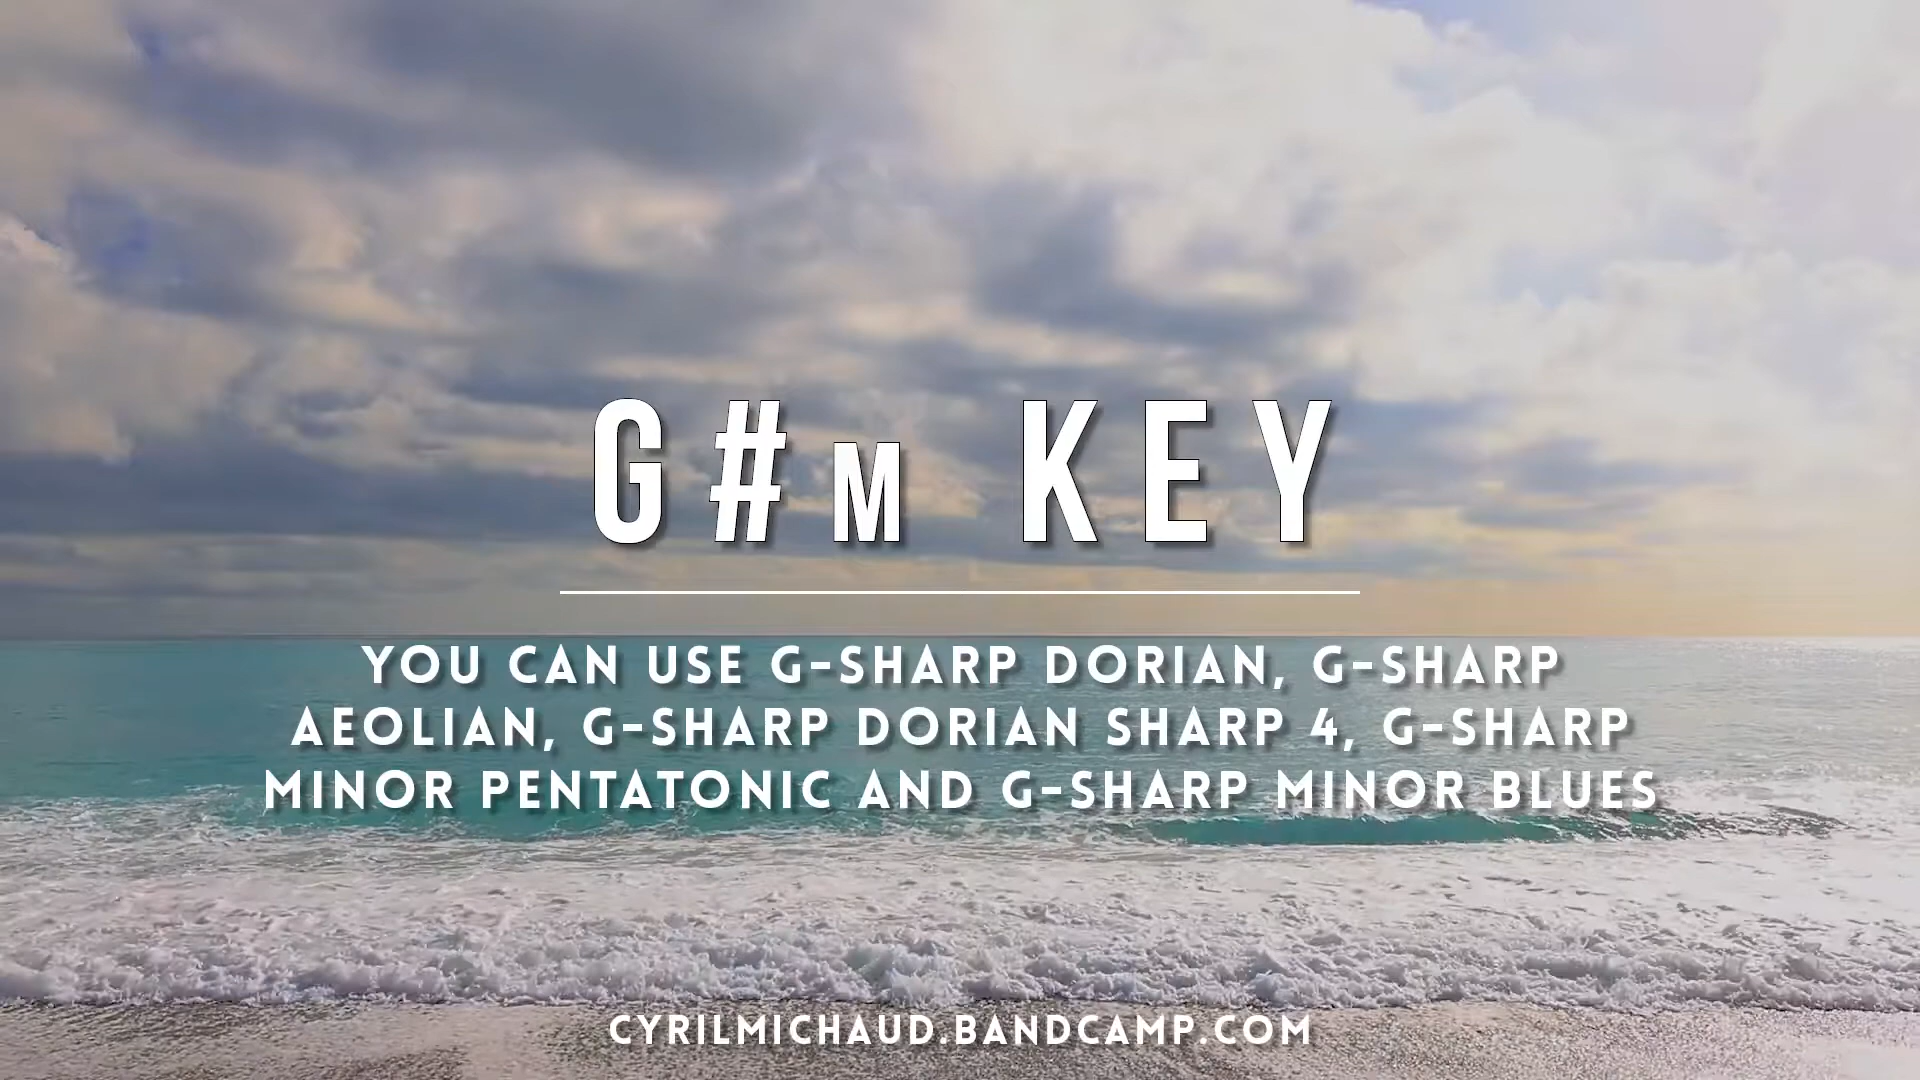 G#M KEY
YOU CAN USE G-SHARP DORIAN, G-SHARP
AEOLIAN, G-SHARP DORIAN SHARP 4, G-SHARP
MINOR PENTATONIC AND G-SHARP MINOR BLUES
CYRILMICHAUD.BANDCAMP.COM